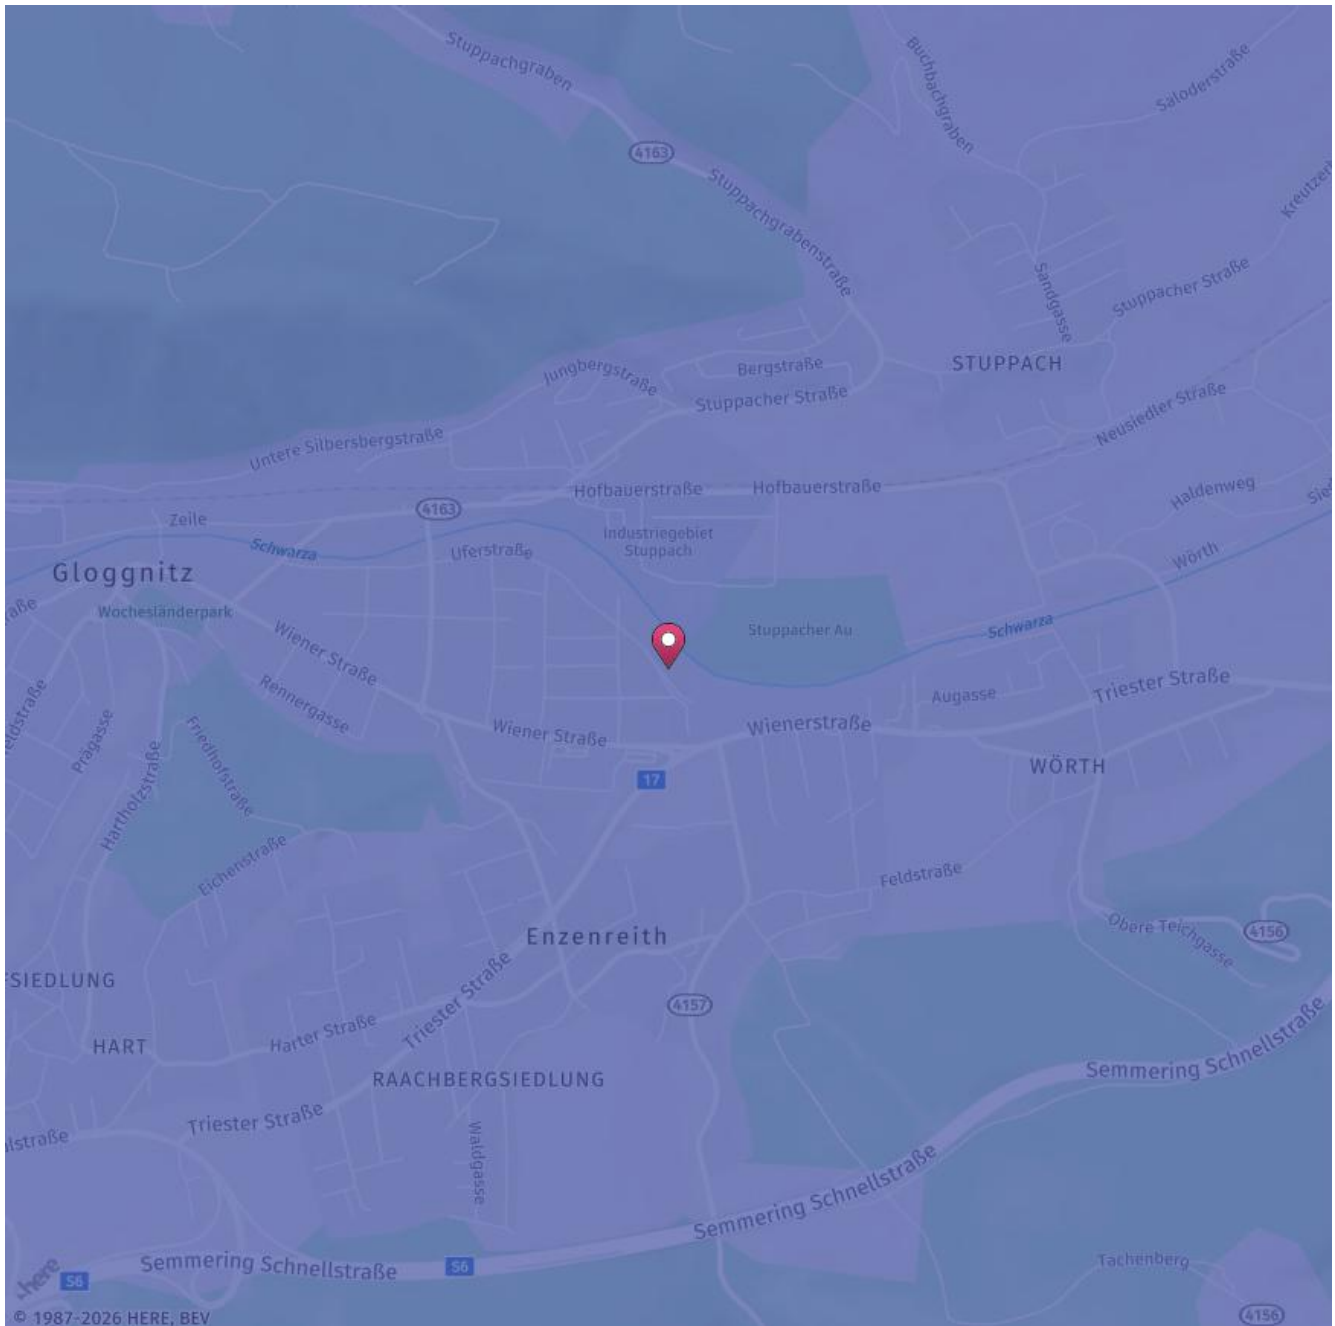 Stuppachgraben
Buchbachgraben
Saloderstraße
4163
Stuppachgrabenstraße
Sandgasse
Stuppacher Straße
Jungbergstraße
Bergstraße
STUPPACH
Stuppacher Straße
Neusiedler Straße
Untere Silbersbergstraße
Hofbauerstraße
Hofbauerstraße
Haldenweg
4163
Zeile
Industriegebiet
Stuppach
Schwarza
Uferstraße
Wörth
Gloggnitz
Wochesländerpark
Stuppacher Au
Schwarza
Wiener Straße
Rennergasse
Augasse
Triester Straße
Prägasse
Friedhofstraße
Wiener Straße
Wienerstraße
WÖRTH
17
Hartholzstraße
Eichenstraße
Feldstraße
Obere Teichgasse
4156
Enzenreith
FSIEDLUNG
Triester Straße
4157
HART
Harter Straße
RAACHBERGSIEDLUNG
Semmering Schnellstraße
Triester Straße
Waldgasse
Semmering Schnellstraße
Semmering Schnellstraße
S6
Tachenberg
here
S6
© 1987-2026 HERE, BEV
4156